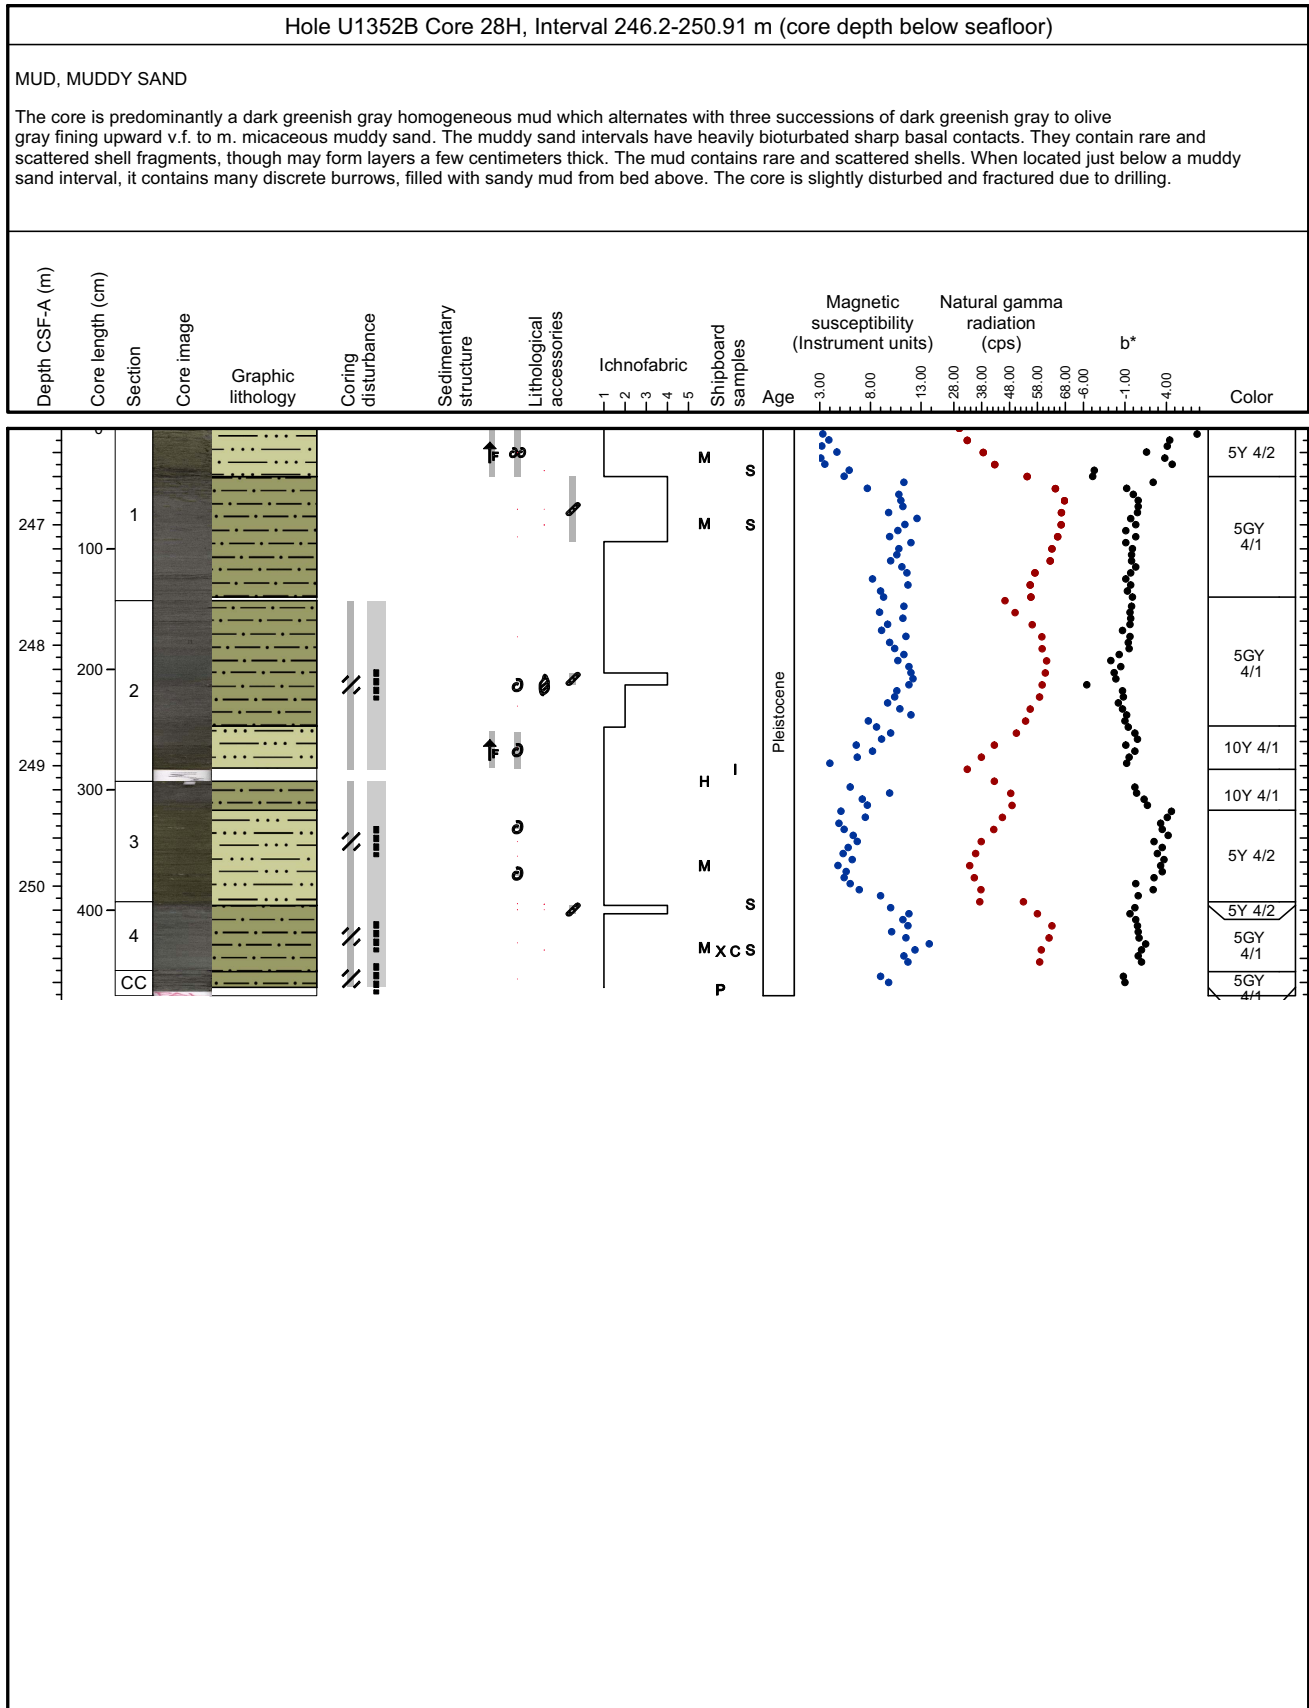 Hole U1352B Core 28H, Interval 246.2-250.91 m (core depth below seafloor)
MUD, MUDDY SAND
The core is predominantly a dark greenish gray homogeneous mud which alternates with three successions of dark greenish gray to olive
gray fining upward v.f. to m. micaceous muddy sand. The muddy sand intervals have heavily bioturbated sharp basal contacts. They contain rare and
scattered shell fragments, though may form layers a few centimeters thick. The mud contains rare and scattered shells. When located just below a muddy
sand interval, it contains many discrete burrows, filled with sandy mud from bed above. The core is slightly disturbed and fractured due to drilling.
Depth CSF-A (m)
Core length (cm)
Section
Core image
Graphic
lithology
Coring
disturbance
Sedimentary
structure
Lithological
accessories
Ichnofabric
1 2 3 4 5
Shipboard
samples
Age
Magnetic
susceptibility
(Instrument units)
3.00 8.00 13.00
Natural gamma
radiation
(cps)
28.00 38.00 48.00 58.00 68.00
b*
-6.00 -1.00 4.00
Color
F
M
S
5Y 4/2
1
247
100
M S
5GY
4/1
248
200
2
5GY
4/1
Pleistocene
F
249
10Y 4/1
I
H
300
10Y 4/1
3
M
5Y 4/2
250
400
S
5Y 4/2
4
M X C S
5GY
4/1
CC
P
5GY
4/1